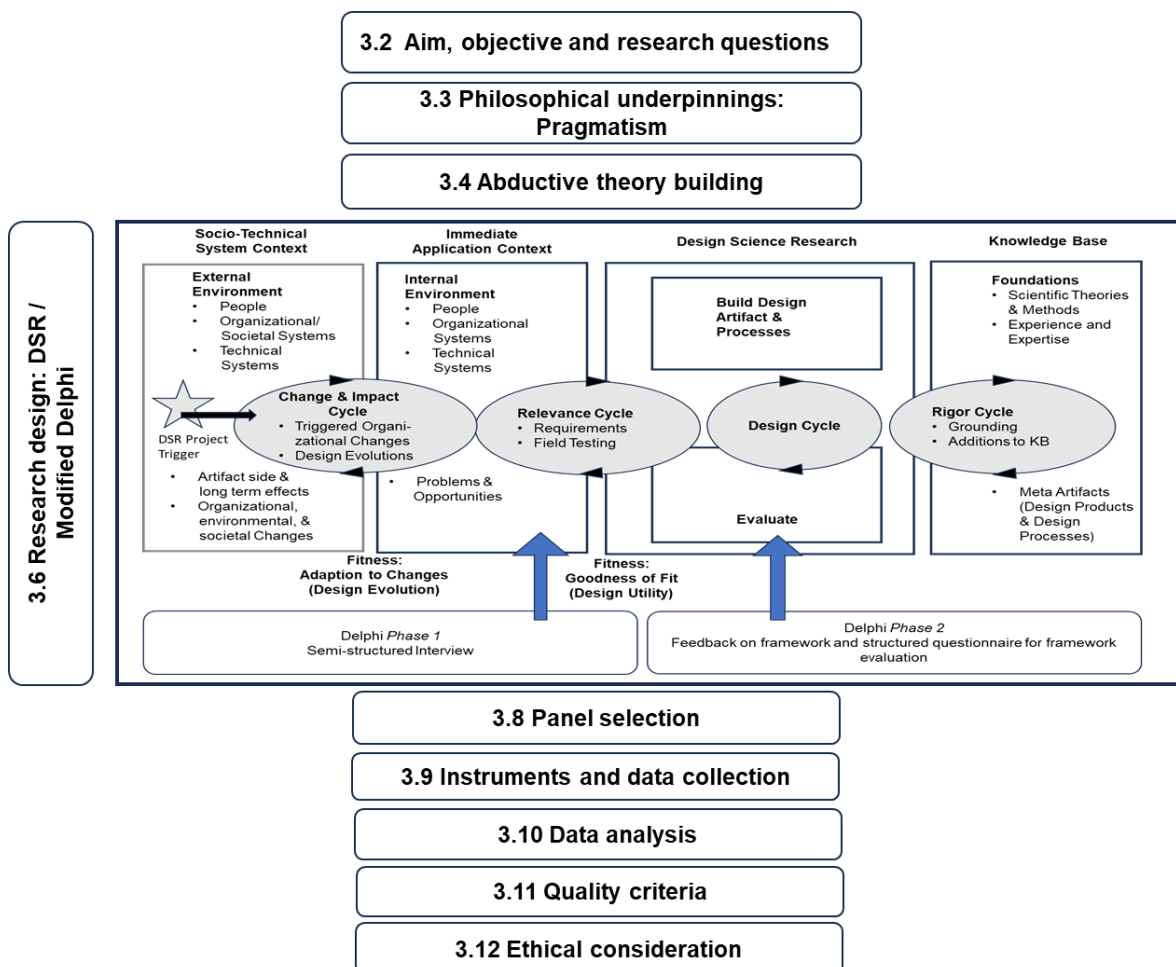 3.2 Aim, objective and research questions
3.3 Philosophical underpinnings:
Pragmatism
3.4 Abductive theory building
3.6 Research design: DSR /
Modified Delphi
Socio-Technical
System Context
External
Environment
• People
• Organizational/
Societal Systems
• Technical
Systems
DSR Project
Trigger
Change & Impact
Cycle
• Triggered Organi-
zational Changes
• Design Evolutions
• Artifact side &
long term effects
• Organizational,
environmental, &
societal Changes
Immediate
Application Context
Internal
Environment
• People
• Organizational
Systems
• Technical
Systems
Relevance Cycle
• Requirements
• Field Testing
• Problems &
Opportunities
Fitness:
Adaption to Changes
(Design Evolution)
Fitness:
Goodness of Fit
(Design Utility)
Design Science Research
Build Design
Artifact &
Processes
Design Cycle
Evaluate
Knowledge Base
Foundations
• Scientific Theories
& Methods
• Experience and
Expertise
Rigor Cycle
• Grounding
• Additions to KB
• Meta Artifacts
(Design Products
& Design
Processes)
Delphi Phase 1
Semi-structured Interview
Delphi Phase 2
Feedback on framework and structured questionnaire for framework
evaluation
3.8 Panel selection
3.9 Instruments and data collection
3.10 Data analysis
3.11 Quality criteria
3.12 Ethical consideration